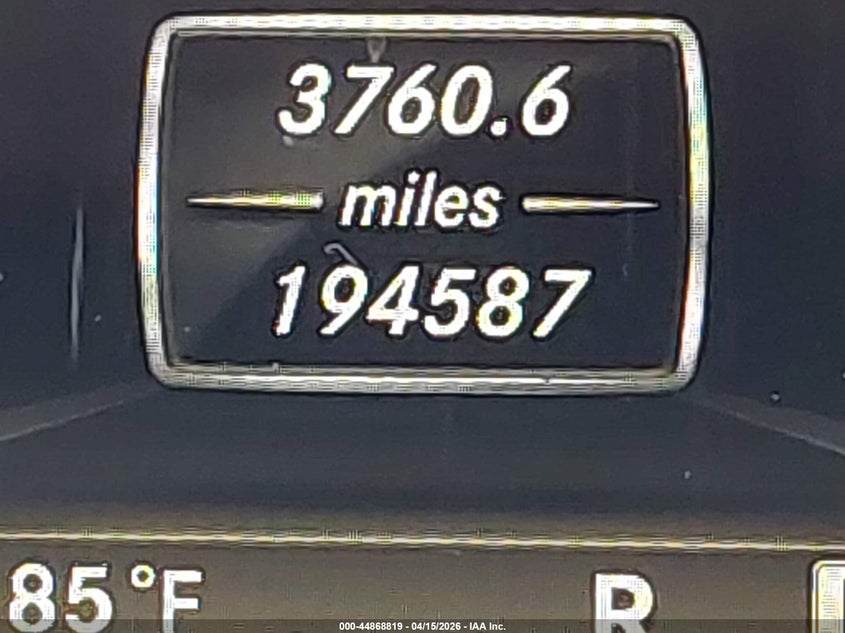 3760.6
miles
194587
85°F R
000-44868819 - 04/15/2026 - IAA Inc.